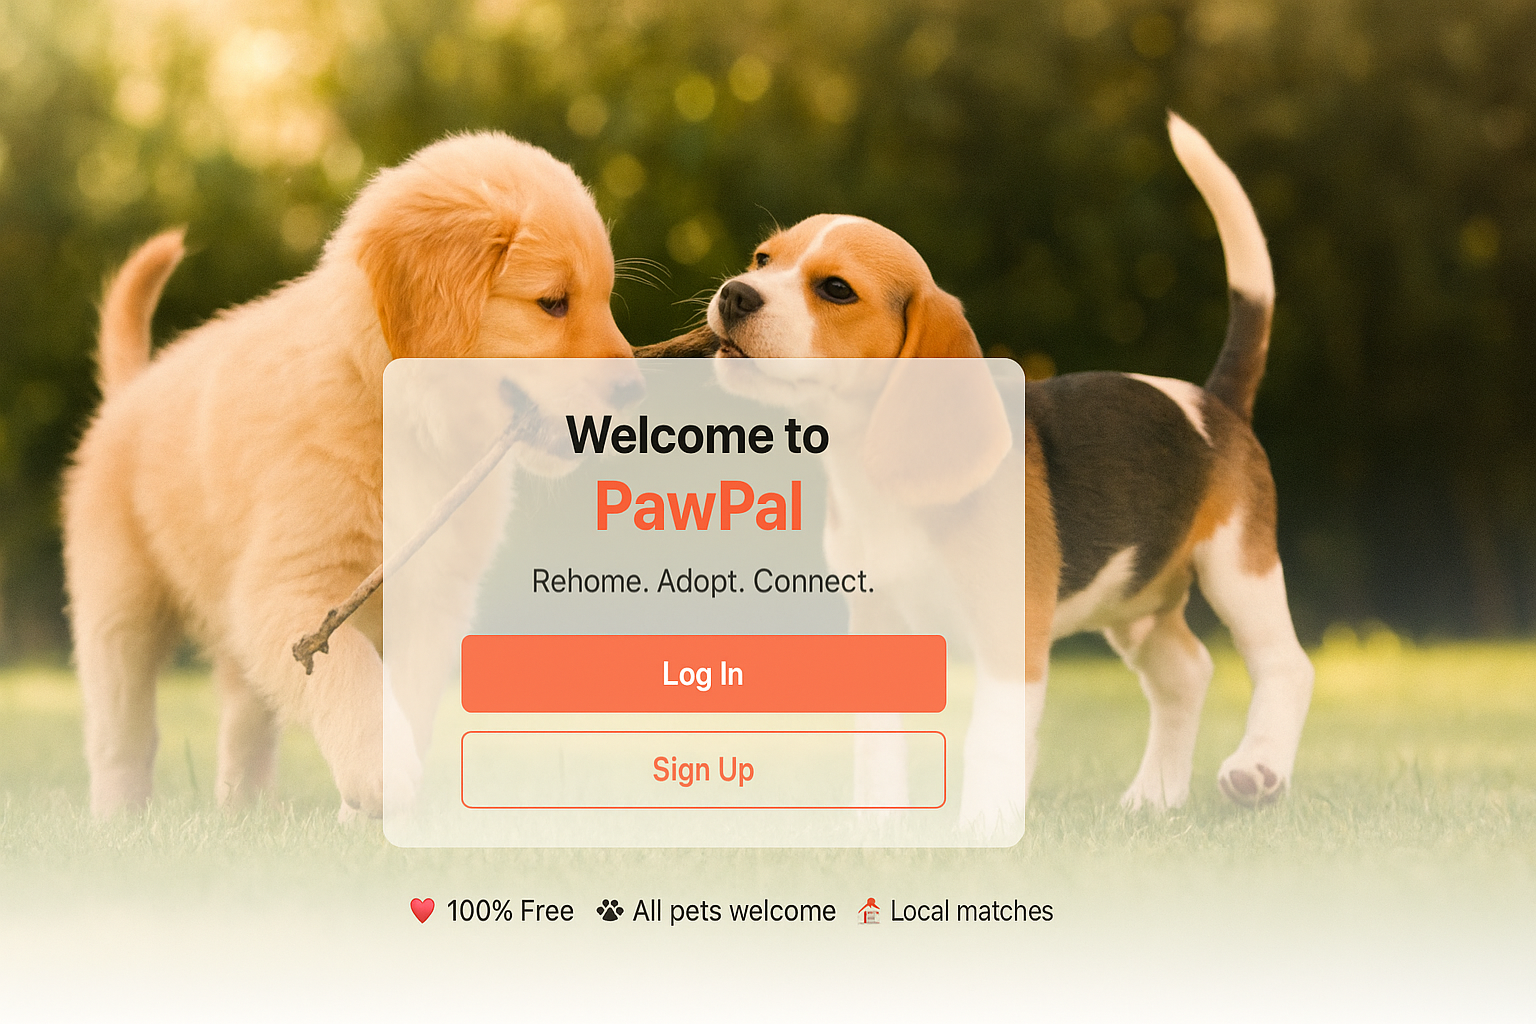 Welcome to
PawPal
Rehome. Adopt. Connect.
Log In
Sign Up
100% Free All pets welcome Local matches